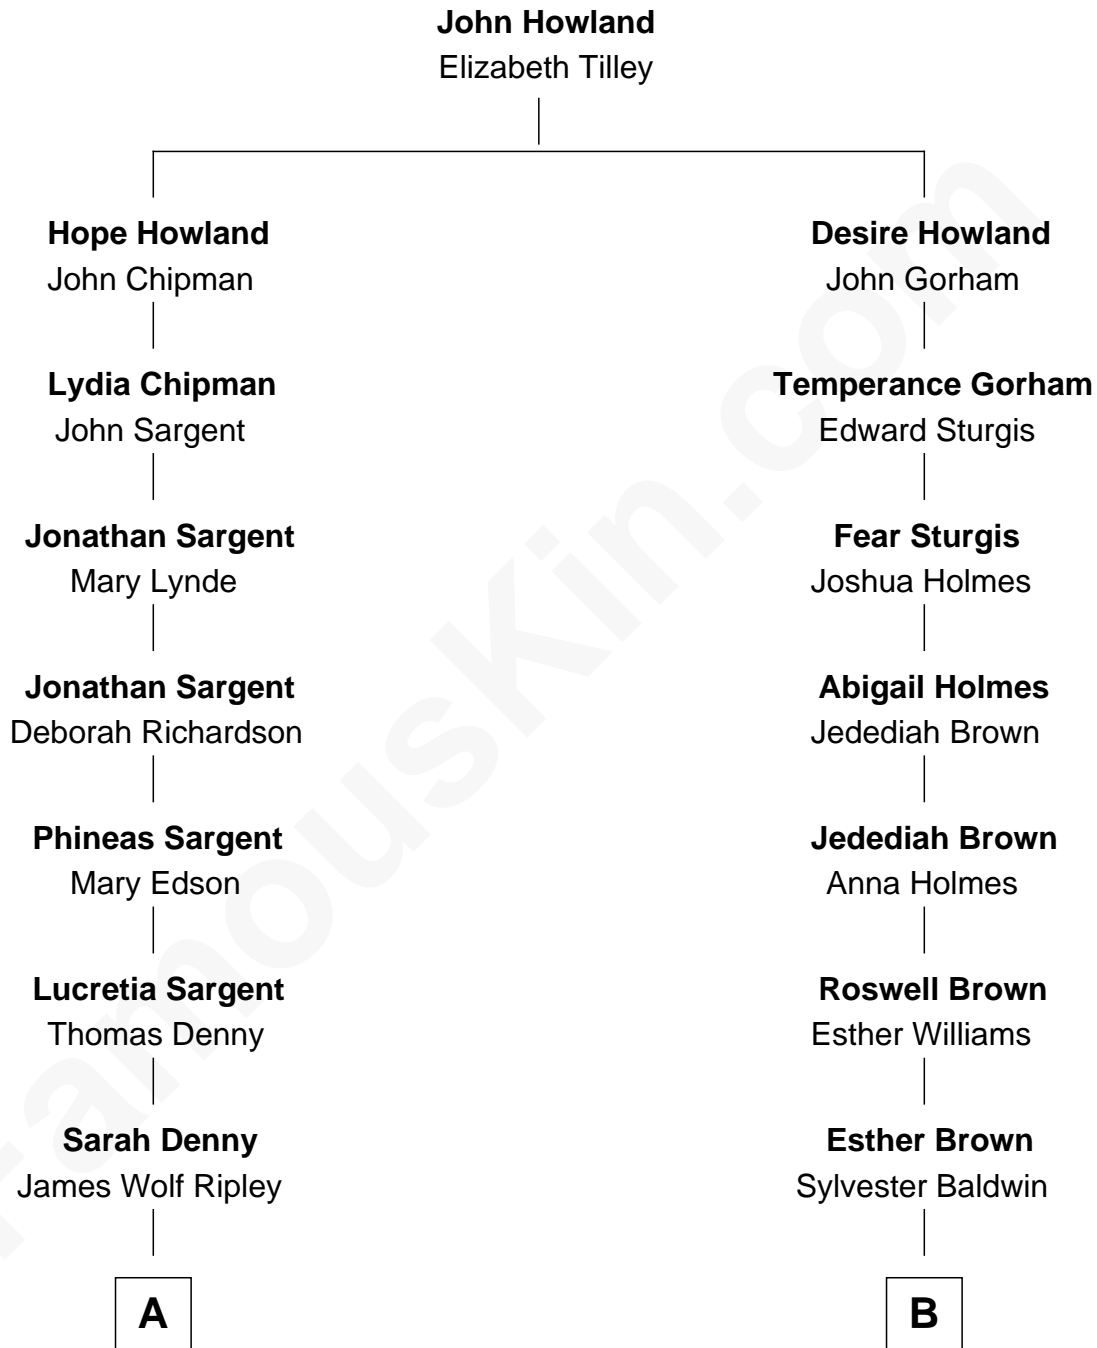 John Howland
Elizabeth Tilley
Hope Howland
John Chipman
Desire Howland
John Gorham
Lydia Chipman
John Sargent
Temperance Gorham
Edward Sturgis
Jonathan Sargent
Mary Lynde
Fear Sturgis
Joshua Holmes
Jonathan Sargent
Deborah Richardson
Abigail Holmes
Jedediah Brown
Phineas Sargent
Mary Edson
Jedediah Brown
Anna Holmes
Lucretia Sargent
Thomas Denny
Roswell Brown
Esther Williams
Sarah Denny
James Wolf Ripley
Esther Brown
Sylvester Baldwin
A
B
FamousKin.com